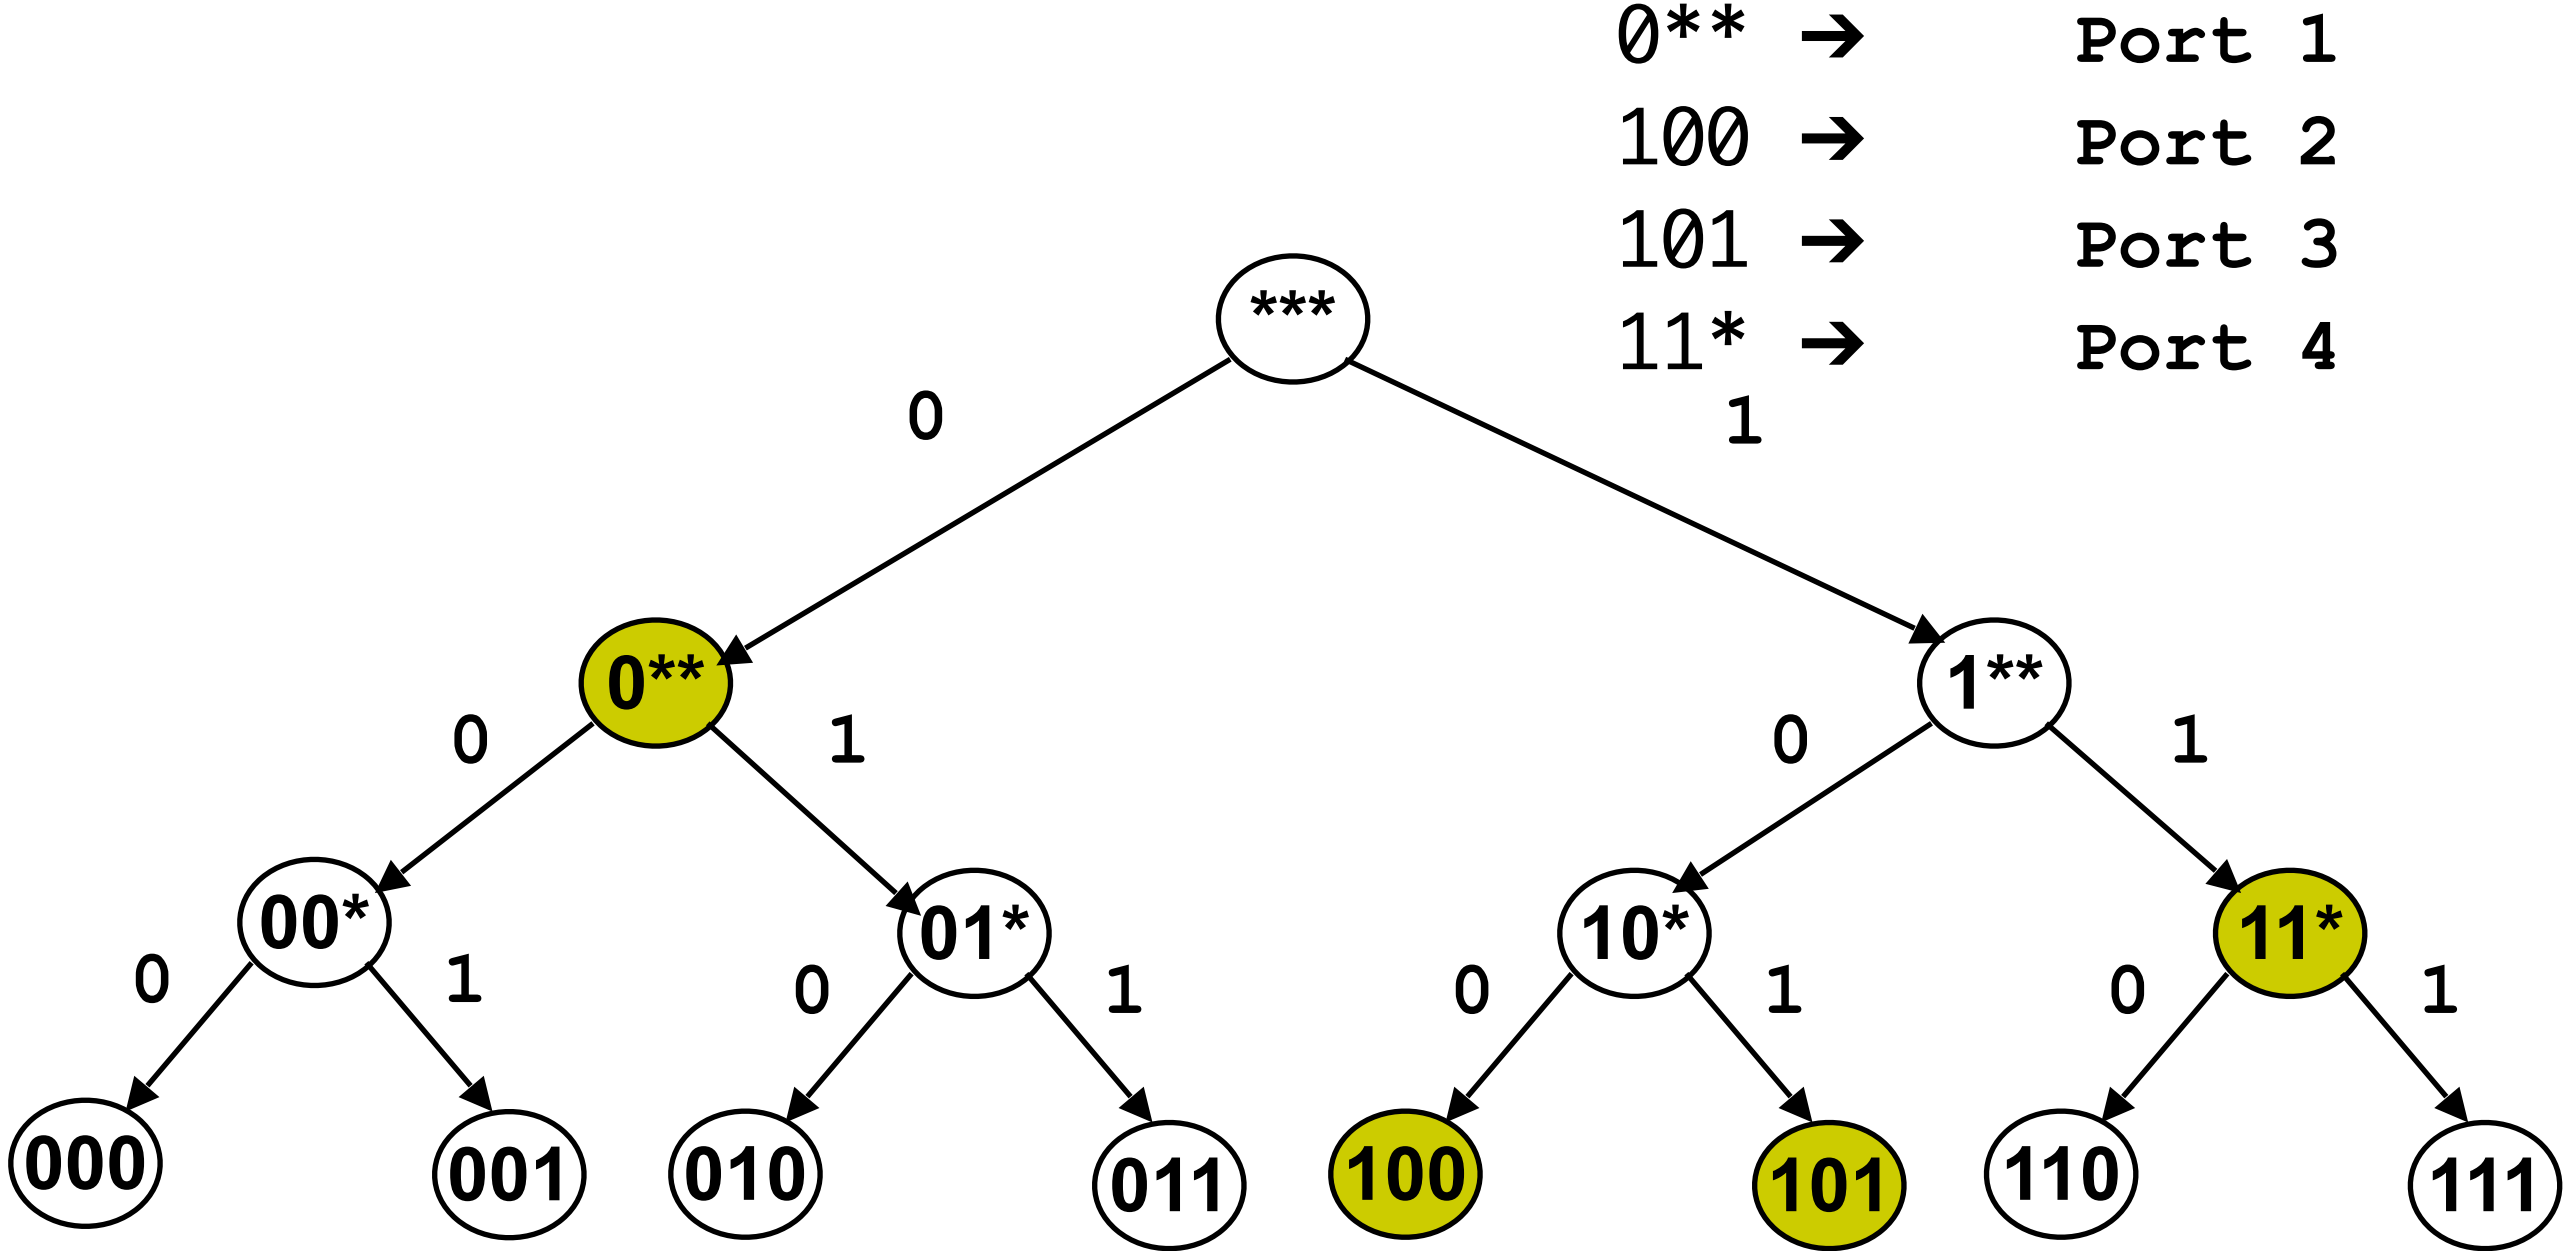 0** ➔ Port 1
100 ➔ Port 2
101 ➔ Port 3
11* ➔ Port 4
***
0 1
0** 1**
0 1 0 1
00* 01* 10* 11*
0 1 0 1 0 1 0 1
000 001 010 011 100 101 110 111